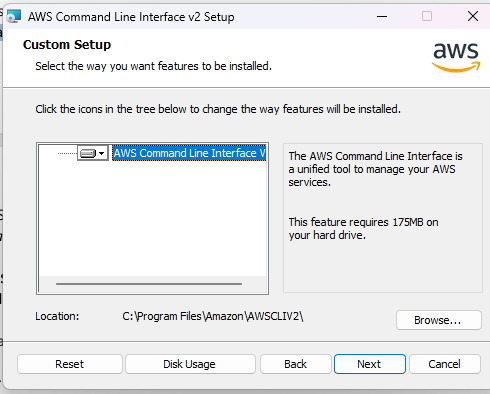 AWS Command Line Interface v2 Setup
Custom Setup
Select the way you want features to be installed.
aws
Click the icons in the tree below to change the way features will be installed.
AWS Command Line Interface V
The AWS Command Line Interface is
a unified tool to manage your AWS
services.
This feature requires 175MB on
your hard drive.
Location:
C:\Program Files\Amazon\AWSCLIV2\
Browse...
Reset
Disk Usage
Back
Next
Cancel